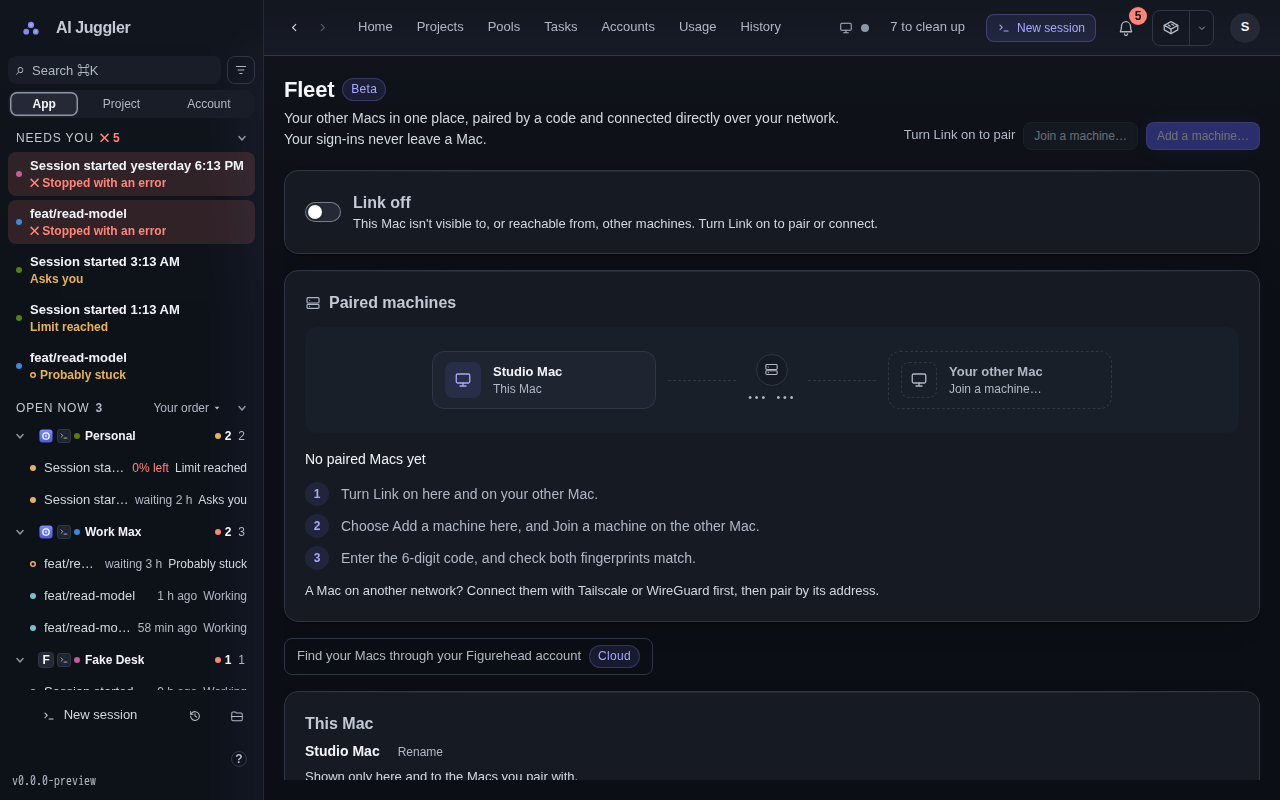 AI Juggler
Search ⌘K
App Project Account
NEEDS YOU 5
Session started yesterday 6:13 PM
Stopped with an error
feat/read-model
Stopped with an error
Session started 3:13 AM
Asks you
Session started 1:13 AM
Limit reached
feat/read-model
Probably stuck
OPEN NOW 3 Your order
Personal 2 2
Session sta… 0% left Limit reached
Session star… waiting 2 h Asks you
Work Max 2 3
feat/re… waiting 3 h Probably stuck
feat/read-model 1 h ago Working
feat/read-mo… 58 min ago Working
F Fake Desk 1 1
New session
?
v0.0.0-preview
Home Projects Pools Tasks Accounts Usage History
7 to clean up
New session
5
S
Fleet Beta
Your other Macs in one place, paired by a code and connected directly over your network.
Your sign-ins never leave a Mac.
Turn Link on to pair Join a machine… Add a machine…
Link off
This Mac isn't visible to, or reachable from, other machines. Turn Link on to pair or connect.
Paired machines
Studio Mac
This Mac
Your other Mac
Join a machine…
No paired Macs yet
1 Turn Link on here and on your other Mac.
2 Choose Add a machine here, and Join a machine on the other Mac.
3 Enter the 6-digit code, and check both fingerprints match.
A Mac on another network? Connect them with Tailscale or WireGuard first, then pair by its address.
Find your Macs through your Figurehead account Cloud
This Mac
Studio Mac Rename
Shown only here and to the Macs you pair with.